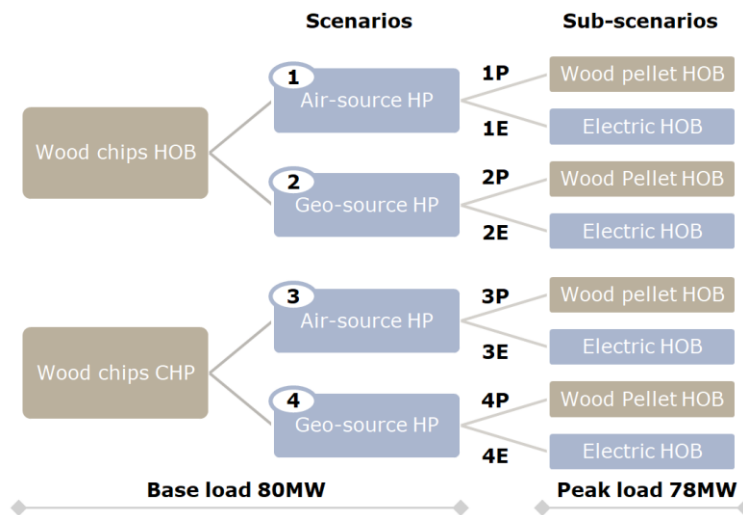 Scenarios
Sub-scenarios
1
1P
Wood pellet HOB
Air-source HP
1E
Electric HOB
Wood chips HOB
2
2P
Wood Pellet HOB
Geo-source HP
2E
Electric HOB
3
3P
Wood pellet HOB
Air-source HP
3E
Electric HOB
Wood chips CHP
4
4P
Wood Pellet HOB
Geo-source HP
4E
Electric HOB
Base load 80MW
Peak load 78MW